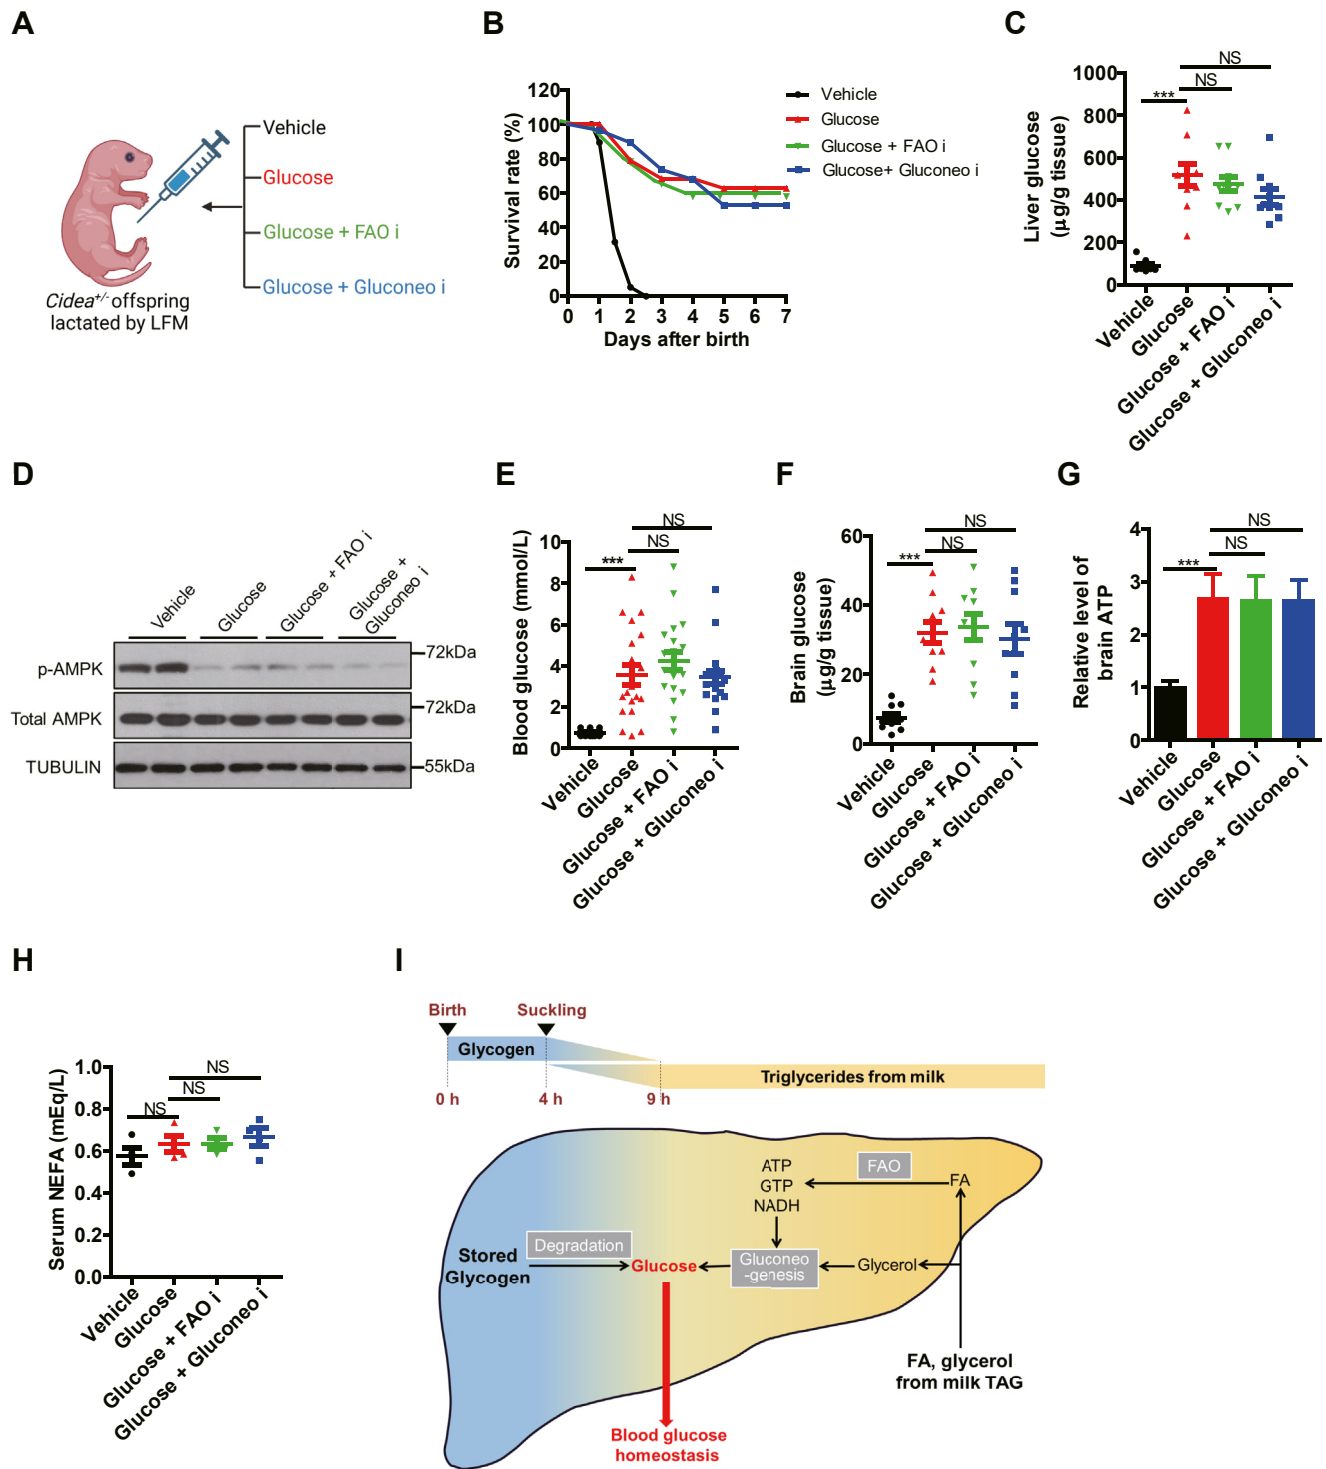 A
Vehicle
Glucose
Glucose + FAO i
Glucose + Gluconeo i
Cidea+/- offspring
lactated by LFM
B
Survival rate (%)
120
100
80
60
40
20
0
0 1 2 3 4 5 6 7
Days after birth
Vehicle
Glucose
Glucose + FAO i
Glucose+ Gluconeo i
C
Liver glucose
(µg/g tissue)
1000
800
600
400
200
0
NS
NS
***
Vehicle
Glucose
Glucose + FAO i
Glucose + Gluconeo i
D
Vehicle
Glucose
Glucose + FAO i
Glucose +
Gluconeo i
p-AMPK
72kDa
Total AMPK
72kDa
TUBULIN
55kDa
E
Blood glucose (mmol/L)
10
8
6
4
2
0
NS
NS
***
Vehicle
Glucose
Glucose + FAO i
Glucose + Gluconeo i
F
Brain glucose
(µg/g tissue)
60
40
20
0
NS
NS
***
Vehicle
Glucose
Glucose + FAO i
Glucose + Gluconeo i
G
Relative level of
brain ATP
4
3
2
1
0
NS
NS
***
Vehicle
Glucose
Glucose + FAO i
Glucose + Gluconeo i
H
Serum NEFA (mEq/L)
1.0
0.8
0.6
0.4
0.2
0.0
NS
NS
NS
Vehicle
Glucose
Glucose + FAO i
Glucose + Gluconeo i
I
Birth
Suckling
Glycogen
Triglycerides from milk
0 h
4 h
9 h
ATP
GTP
NADH
FAO
FA
Stored
Glycogen
Degradation
Glucose
Gluconeo
-genesis
Glycerol
FA, glycerol
from milk TAG
Blood glucose
homeostasis